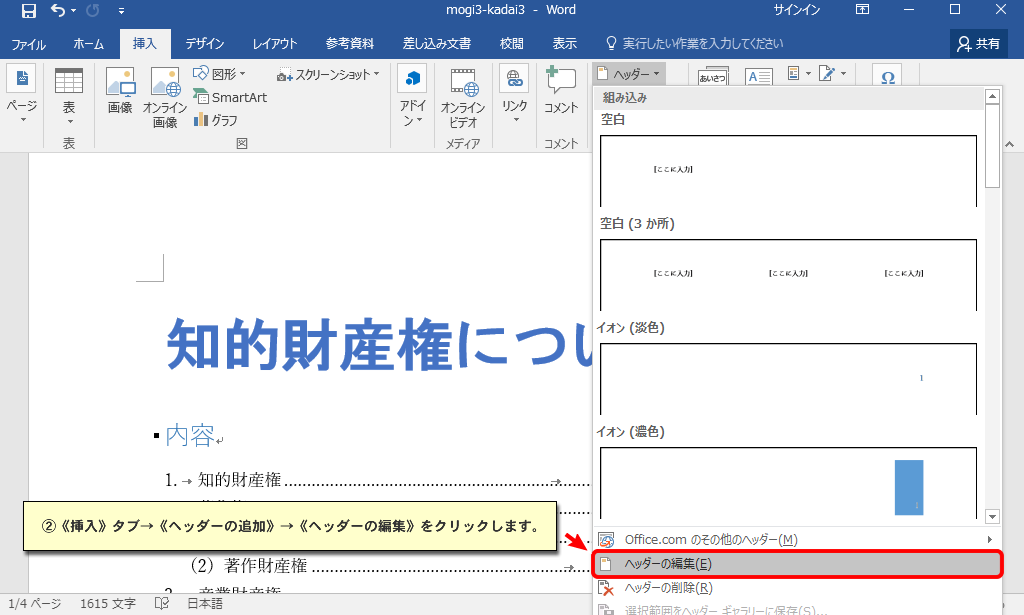 mogi3-kadai3 - Word
サインイン
ファイル
ホーム
挿入
デザイン
レイアウト
参考資料
差し込み文書
校閲
表示
実行したい作業を入力してください
共有
ページ
表
表
画像
オンライン
画像
図形
SmartArt
グラフ
スクリーンショット
図
アドイ
ン
オンライン
ビデオ
メディア
リンク
コメント
コメント
ヘッダー
あいさつ
A
Ω
組み込み
空白
[ここに入力]
空白 (3 か所)
[ここに入力]
[ここに入力]
[ここに入力]
イオン (淡色)
1
イオン (濃色)
1
Office.com のその他のヘッダー(M)
ヘッダーの編集(E)
ヘッダーの削除(R)
選択範囲をヘッダー ギャラリーに保存(S)...
知的財産権につい
内容
1. → 知的財産権
②《挿入》タブ→《ヘッダーの追加》→《ヘッダーの編集》をクリックします。
(2) 著作財産権
2. 産業財産権
1/4 ページ
1615 文字
日本語